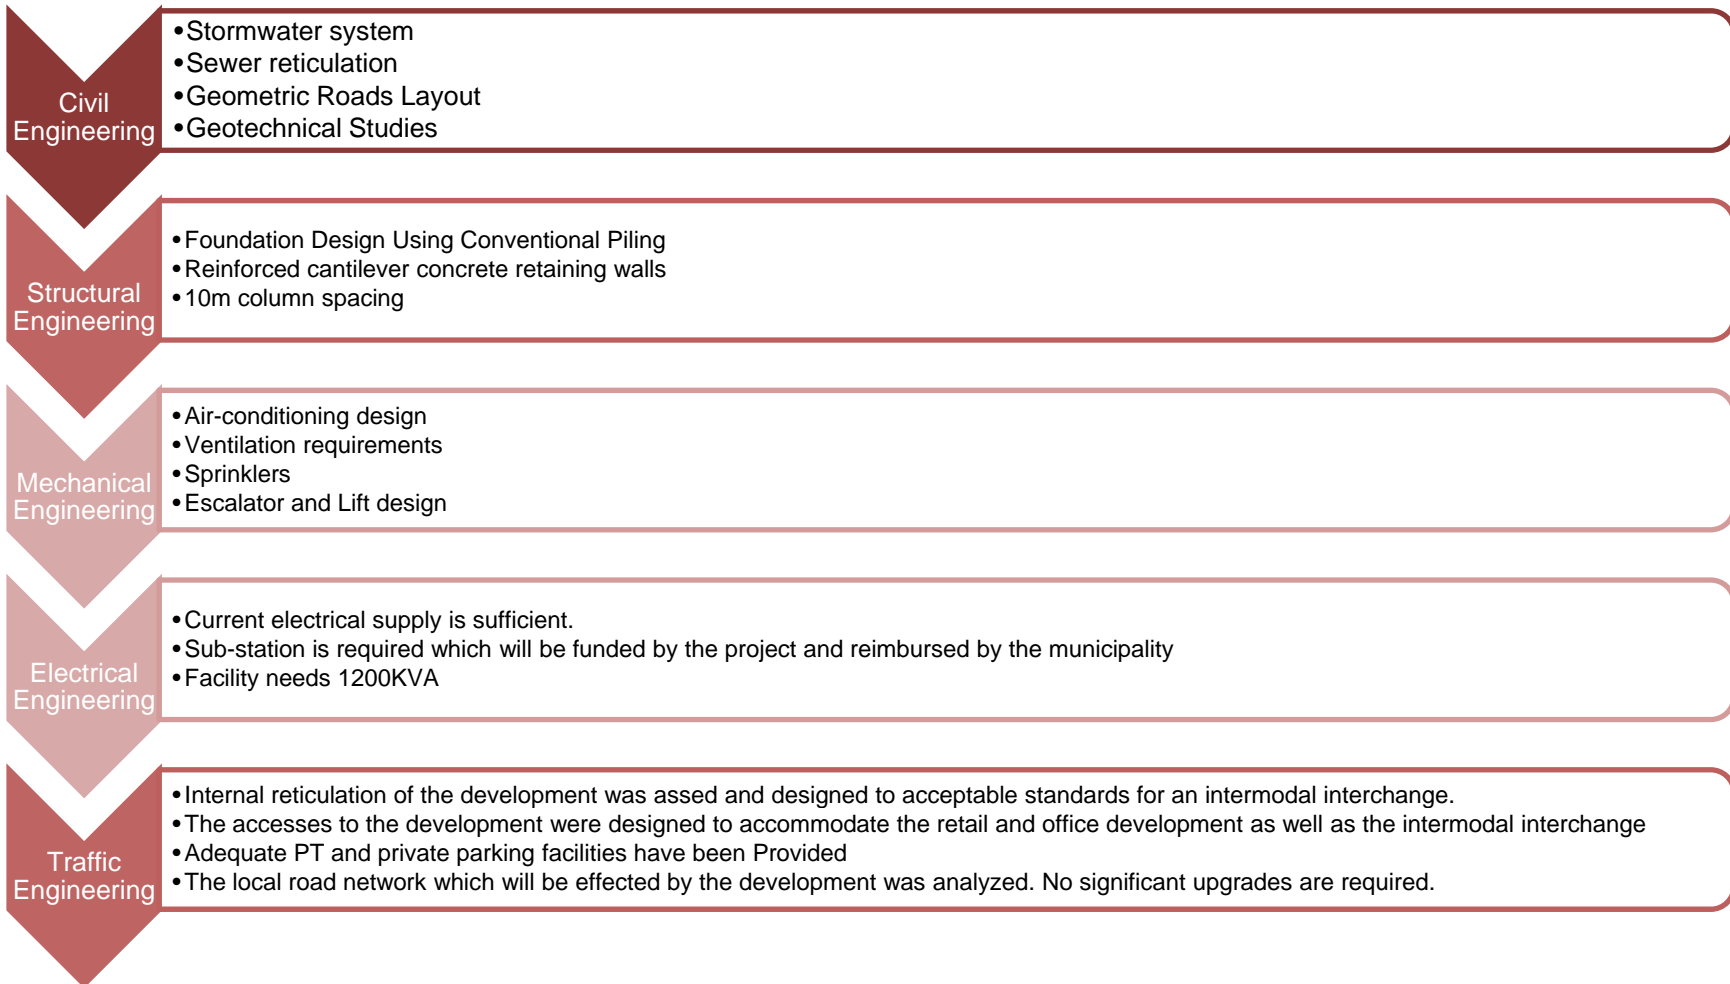 Civil
Engineering
•Stormwater system
•Sewer reticulation
•Geometric Roads Layout
•Geotechnical Studies
Structural
Engineering
•Foundation Design Using Conventional Piling
•Reinforced cantilever concrete retaining walls
•10m column spacing
Mechanical
Engineering
•Air-conditioning design
•Ventilation requirements
•Sprinklers
•Escalator and Lift design
Electrical
Engineering
•Current electrical supply is sufficient.
•Sub-station is required which will be funded by the project and reimbursed by the municipality
•Facility needs 1200KVA
Traffic
Engineering
•Internal reticulation of the development was assed and designed to acceptable standards for an intermodal interchange.
•The accesses to the development were designed to accommodate the retail and office development as well as the intermodal interchange
•Adequate PT and private parking facilities have been Provided
•The local road network which will be effected by the development was analyzed. No significant upgrades are required.